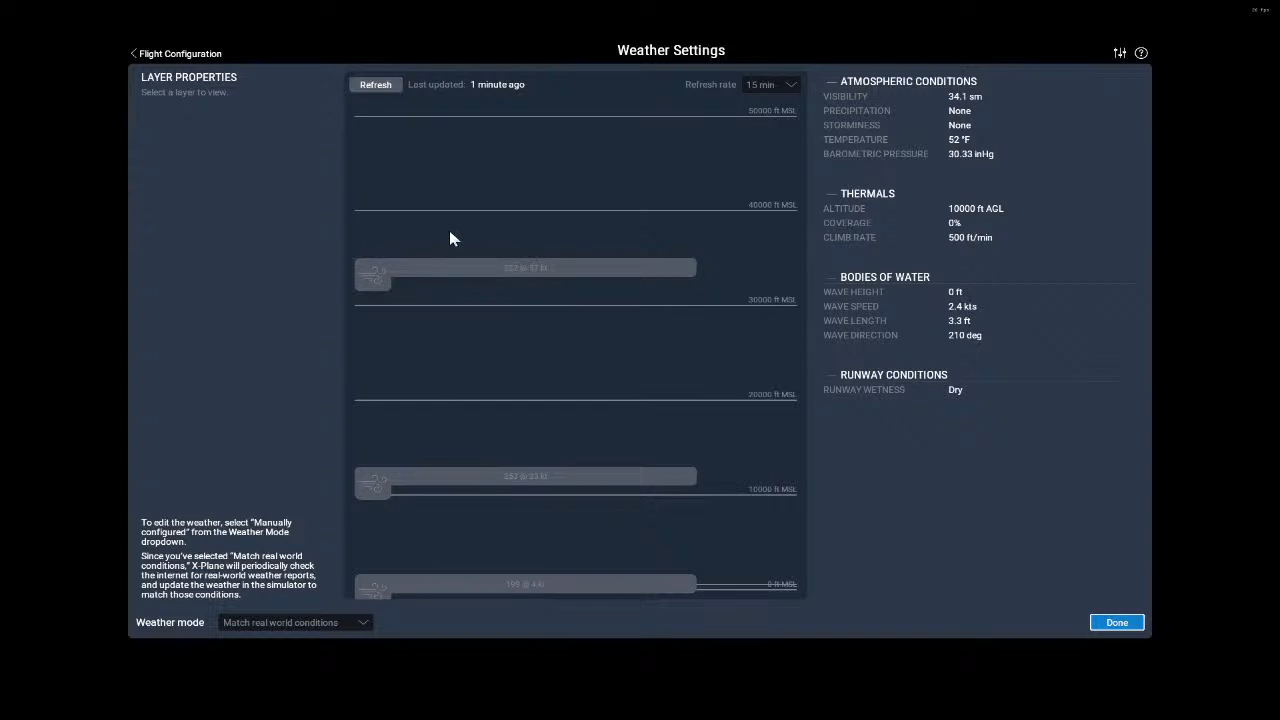 Flight Configuration
Weather Settings
LAYER PROPERTIES
Select a layer to view.
Refresh
Last updated: 1 minute ago
Refresh rate
15 min
50000 ft MSL
40000 ft MSL
30000 ft MSL
20000 ft MSL
10000 ft MSL
0 ft MSL
ATMOSPHERIC CONDITIONS
VISIBILITY 34.1 sm
PRECIPITATION None
STORMINESS None
TEMPERATURE 52 °F
BAROMETRIC PRESSURE 30.33 inHg
THERMALS
ALTITUDE 10000 ft AGL
COVERAGE 0%
CLIMB RATE 500 ft/min
BODIES OF WATER
WAVE HEIGHT 0 ft
WAVE SPEED 2.4 kts
WAVE LENGTH 3.3 ft
WAVE DIRECTION 210 deg
RUNWAY CONDITIONS
RUNWAY WETNESS Dry
To edit the weather, select "Manually
configured" from the Weather Mode
dropdown.
Since you've selected "Match real world
conditions," X-Plane will periodically check
the internet for real-world weather reports,
and update the weather in the simulator to
match those conditions.
Weather mode
Match real world conditions
Done